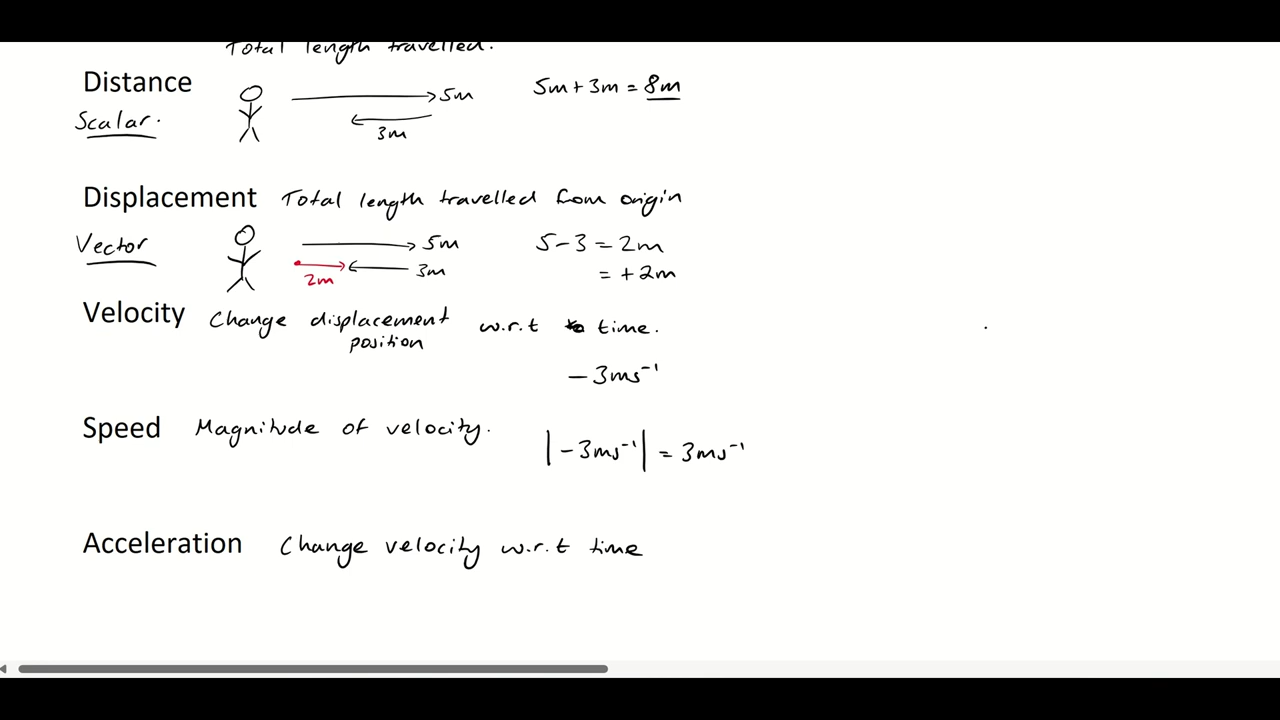 Total length travelled.
Distance
5m
5m + 3m = 8m
Scalar.
3m
Displacement Total length travelled from origin
Vector
5m
5 - 3 = 2m
3m
2m
= +2m
Velocity Change displacement w.r.t time.
position
- 3ms⁻¹
Speed Magnitude of velocity.
|- 3ms⁻¹| = 3ms⁻¹
Acceleration Change velocity w.r.t time